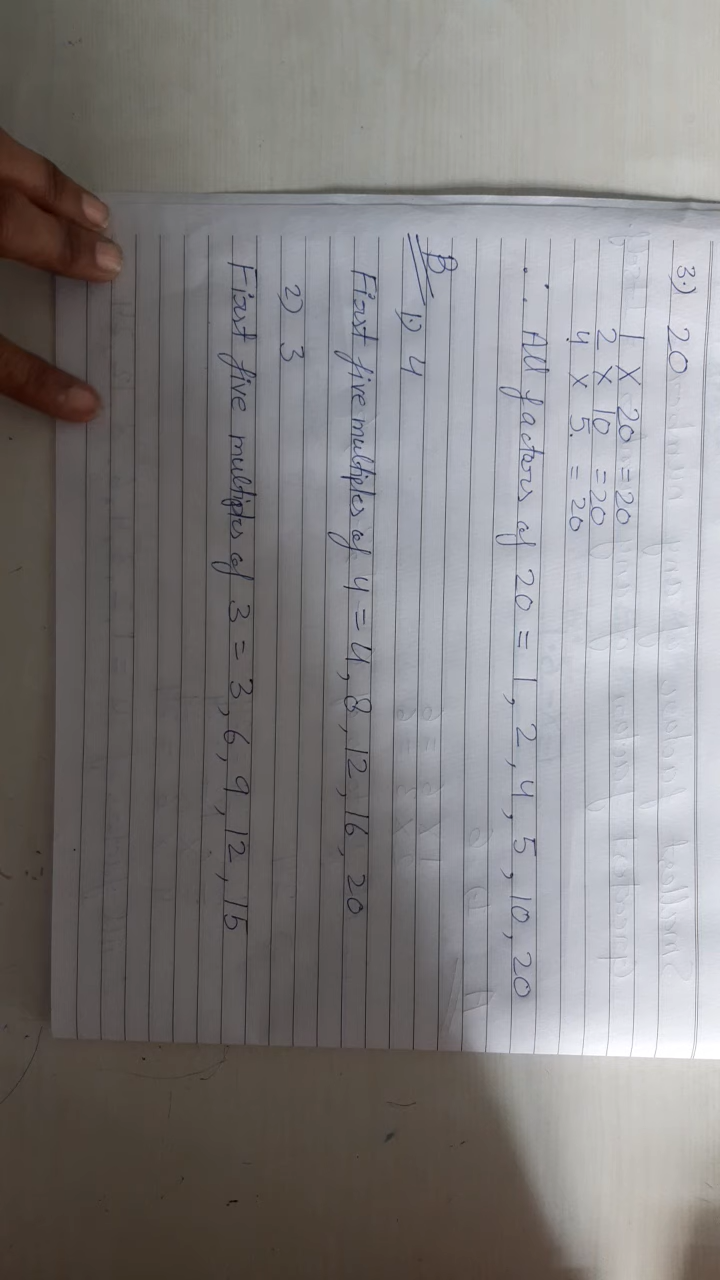 3.) 20
1 X 20 = 20
2 X 10 = 20
4 X 5 = 20
∴ All factors of 20 = 1, 2, 4, 5, 10, 20
B
1) 4
First five multiples of 4 = 4, 8, 12, 16, 20
2) 3
First five multiples of 3 = 3, 6, 9, 12, 15